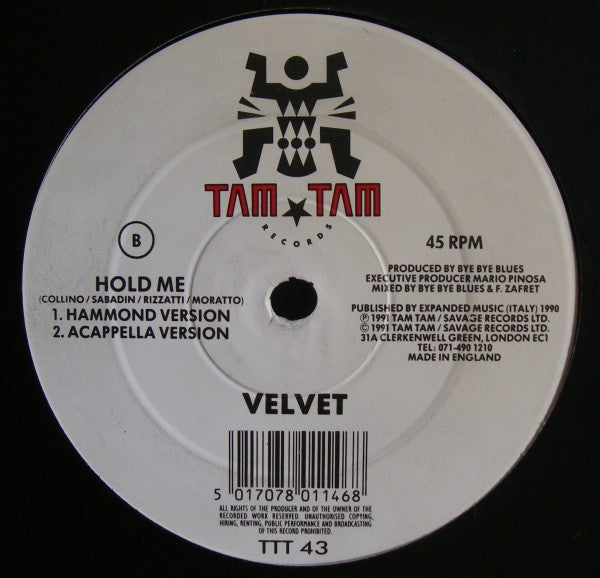 TAM TAM
RECORDS
B
45 RPM
HOLD ME
(COLLINO / SABADIN / RIZZATTI / MORATTO)
1. HAMMOND VERSION
2. ACAPPELLA VERSION
PRODUCED BY BYE BYE BLUES
EXECUTIVE PRODUCER MARIO PINOSA
MIXED BY BYE BYE BLUES & F. ZAFRET
PUBLISHED BY EXPANDED MUSIC (ITALY) 1990
℗ 1991 TAM TAM / SAVAGE RECORDS LTD.
© 1991 TAM TAM / SAVAGE RECORDS LTD.
31A CLERKENWELL GREEN, LONDON EC1
TEL: 071-490 1210
MADE IN ENGLAND
VELVET
5 017078 011468
ALL RIGHTS OF THE PRODUCER AND OF THE OWNER OF THE
RECORDED WORK RESERVED. UNAUTHORISED COPYING,
HIRING, RENTING, PUBLIC PERFORMANCE AND BROADCASTING
OF THIS RECORD PROHIBITED.
TTT 43